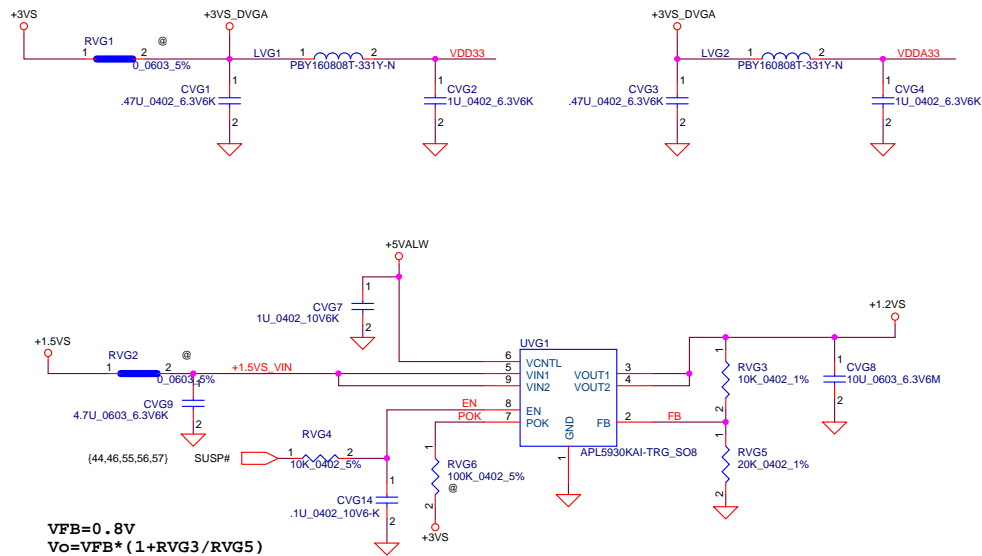 +3VS
+3VS_DVGA
+3VS_DVGA
RVG1
@
1
2
0_0603_5%
LVG1
1
2
PBY160808T-331Y-N
VDD33
LVG2
1
2
PBY160808T-331Y-N
VDDA33
1
CVG1
.47U_0402_6.3V6K
2
1
CVG2
1U_0402_6.3V6K
2
1
CVG3
.47U_0402_6.3V6K
2
1
CVG4
1U_0402_6.3V6K
2
+5VALW
1
CVG7
1U_0402_10V6K
2
+1.2VS
+1.5VS
RVG2
@
1
2
0_0603_5%
+1.5VS_VIN
1
CVG9
4.7U_0603_6.3V6K
2
UVG1
6
VCNTL
5
VIN1
9
VIN2
8
EN
7
POK
VOUT1
3
VOUT2
4
FB
2
GND
1
APL5930KAI-TRG_SO8
EN
POK
FB
1
RVG3
10K_0402_1%
2
1
CVG8
10U_0603_6.3V6M
2
1
RVG5
20K_0402_1%
2
{44,46,55,56,57}
SUSP#
RVG4
1
2
10K_0402_5%
1
CVG14
.1U_0402_10V6-K
2
1
RVG6
100K_0402_5%
@
2
+3VS
VFB=0.8V
Vo=VFB*(1+RVG3/RVG5)